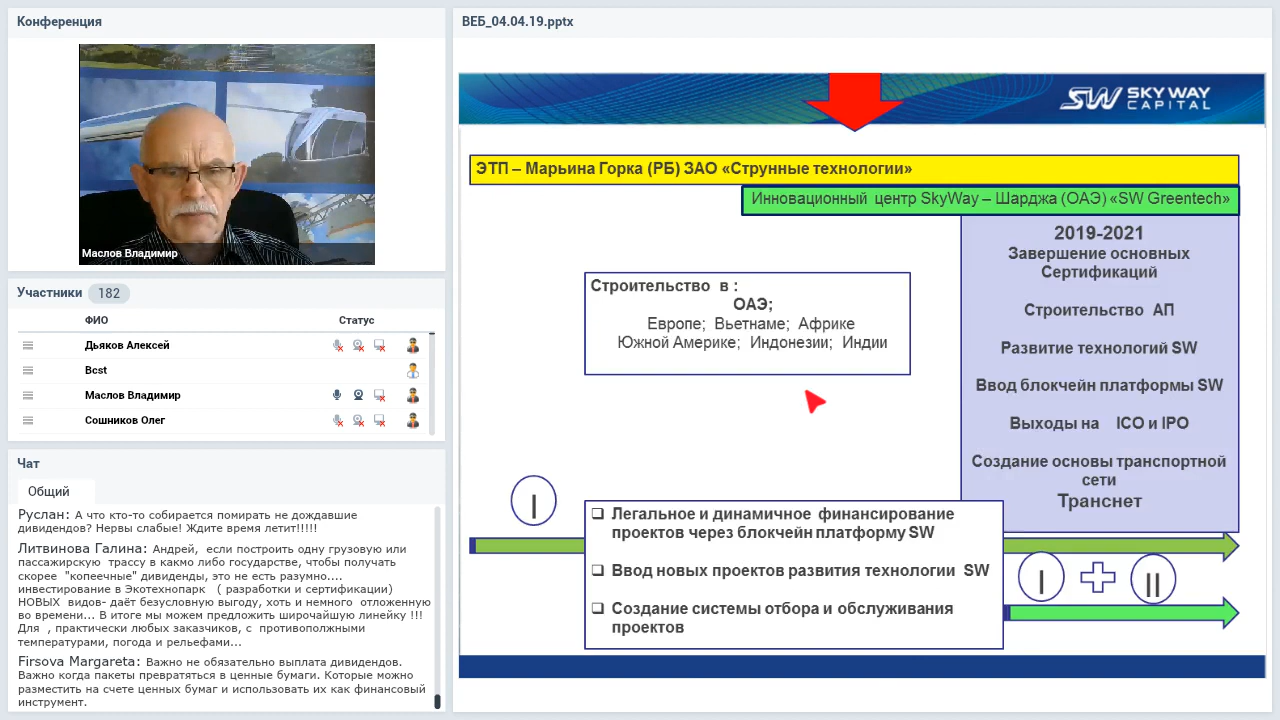 Конференция
Маслов Владимир
Участники 182
ФИО Статус
Дьяков Алексей
Bcst
Маслов Владимир
Сошников Олег
Чат
Общий
Руслан: А что кто-то собирается помирать не дождавшие
дивидендов? Нервы слабые! Ждите время летит!!!!!
Литвинова Галина: Андрей, если построить одну грузовую или
пассажирскую трассу в какмо либо государстве, чтобы получать
скорее "копеечные" дивиденды, это не есть разумно....
инвестирование в Экотехнопарк ( разработки и сертификации)
НОВЫХ видов- даёт безусловную выгоду, хоть и немного отложенную
во времени... В итоге мы можем предложить широчайшую линейку !!!
Для , практически любых заказчиков, с противополжными
температурами, погода и рельефами...
Firsova Margareta: Важно не обязательно выплата дивидендов.
Важно когда пакеты превратяться в ценные бумаги. Которые можно
разместить на счете ценных бумаг и использовать их как финансовый
инструмент.
ВЕБ_04.04.19.pptx
SW SKY WAY
CAPITAL
ЭТП – Марьина Горка (РБ) ЗАО «Струнные технологии»
Инновационный центр SkyWay – Шарджа (ОАЭ) «SW Greentech»
2019-2021
Завершение основных
Сертификаций
Строительство АП
Развитие технологий SW
Ввод блокчейн платформы SW
Выходы на ICO и IPO
Создание основы транспортной
сети
Транснет
Строительство в :
ОАЭ;
Европе; Вьетнаме; Африке
Южной Америке; Индонезии; Индии
I
Легальное и динамичное финансирование
проектов через блокчейн платформу SW
Ввод новых проектов развития технологии SW
Создание системы отбора и обслуживания
проектов
I II